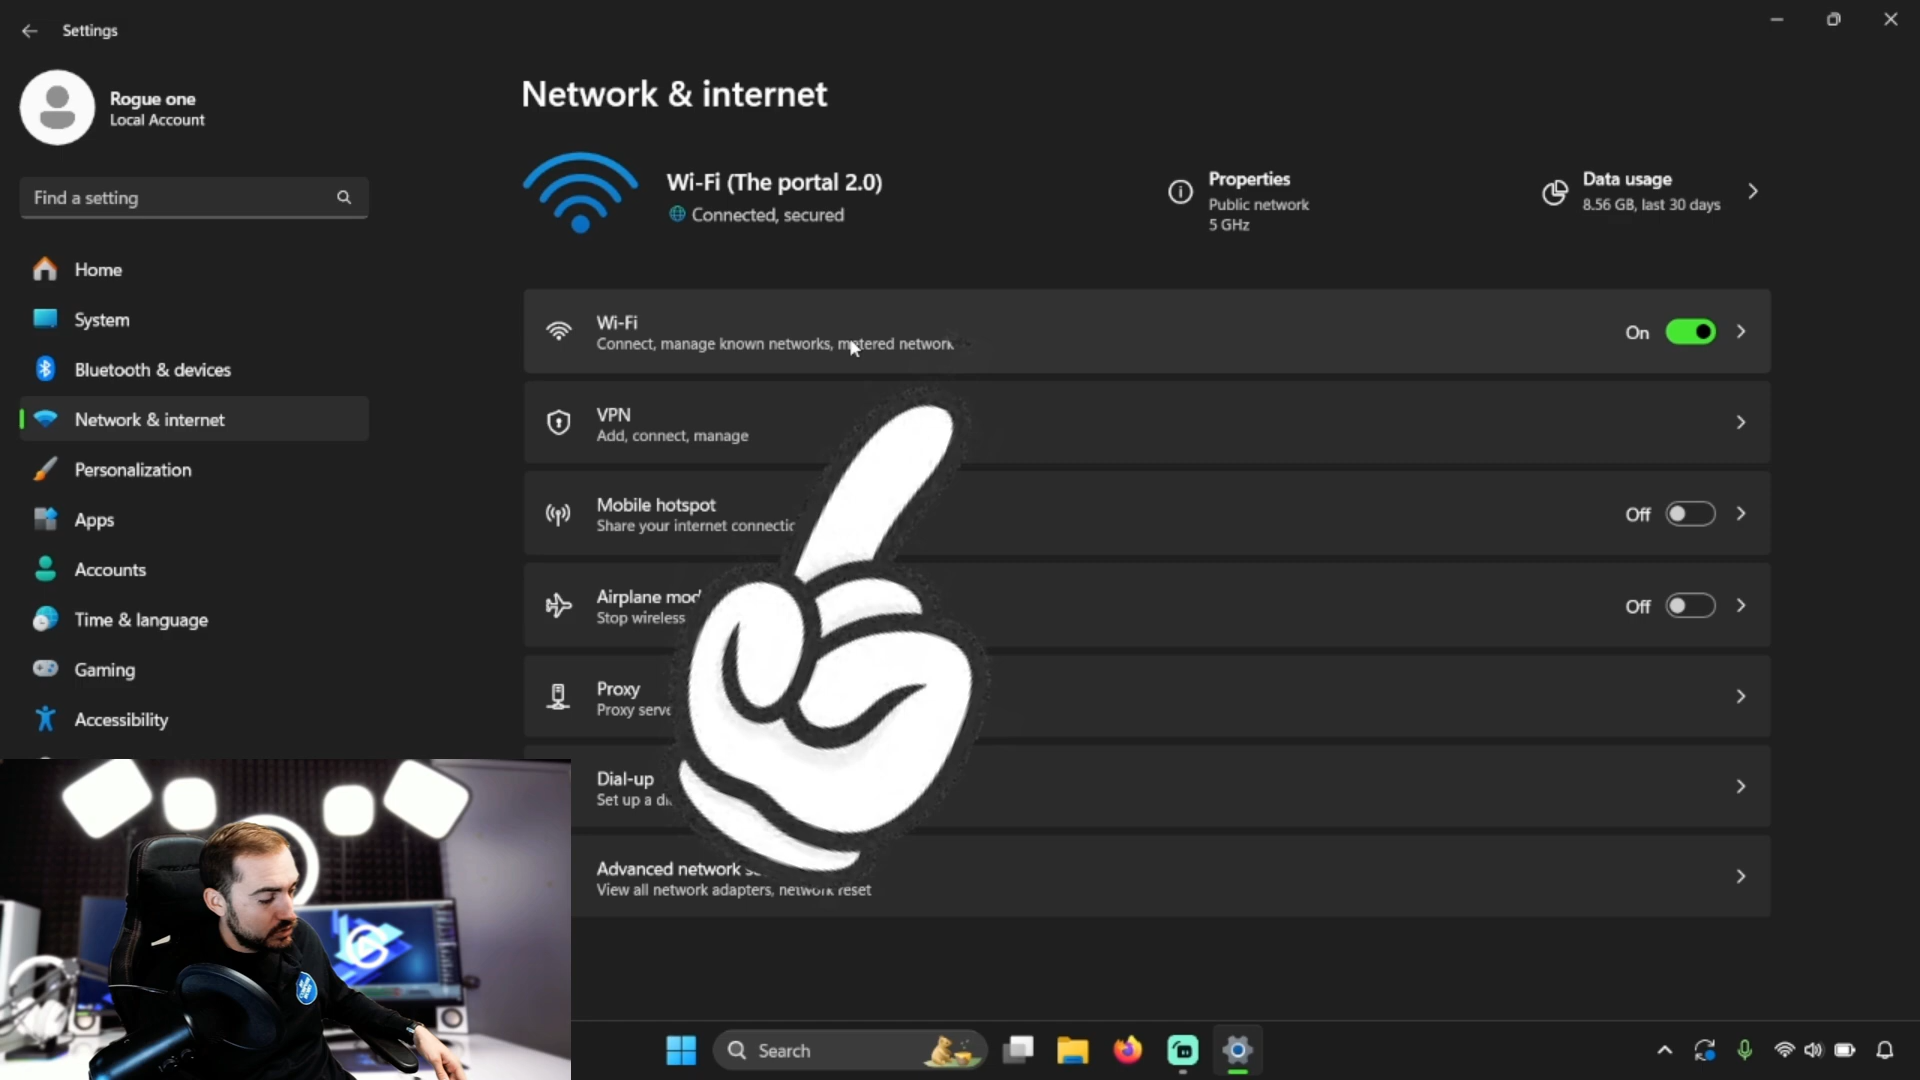 Settings
Rogue one
Local Account
Find a setting
Home
System
Bluetooth & devices
Network & internet
Personalization
Apps
Accounts
Time & language
Gaming
Accessibility
Network & internet
Wi-Fi (The portal 2.0)
Connected, secured
Properties
Public network
5 GHz
Data usage
8.56 GB, last 30 days
Wi-Fi
Connect, manage known networks, metered network
On
VPN
Add, connect, manage
Mobile hotspot
Share your internet
Off
Airplane
Stop wireless
Off
Proxy
Proxy
Dial-up
Set up a
Advanced network
View all network adapters, network reset
Search